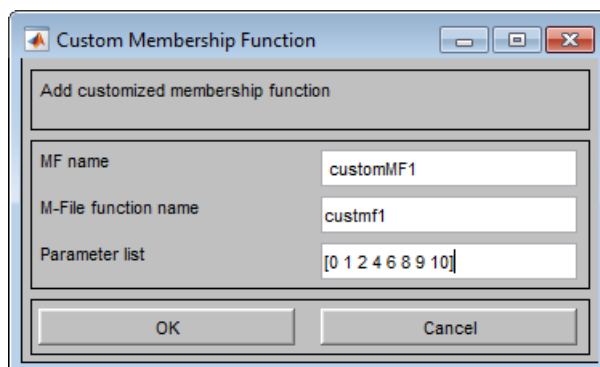 Custom Membership Function
Add customized membership function
MF name customMF1
M-File function name custmf1
Parameter list [0 1 2 4 6 8 9 10]
OK Cancel